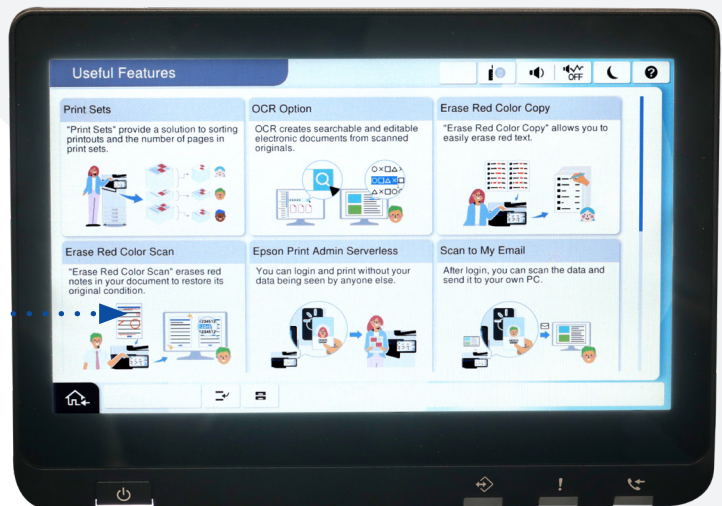 Useful Features
OFF
Print Sets
"Print Sets" provide a solution to sorting
printouts and the number of pages in
print sets.
OCR Option
OCR creates searchable and editable
electronic documents from scanned
originals.
Erase Red Color Copy
"Erase Red Color Copy" allows you to
easily erase red text.
Erase Red Color Scan
"Erase Red Color Scan" erases red
notes in your document to restore its
original condition.
Epson Print Admin Serverless
You can login and print without your
data being seen by anyone else.
Scan to My Email
After login, you can scan the data and
send it to your own PC.